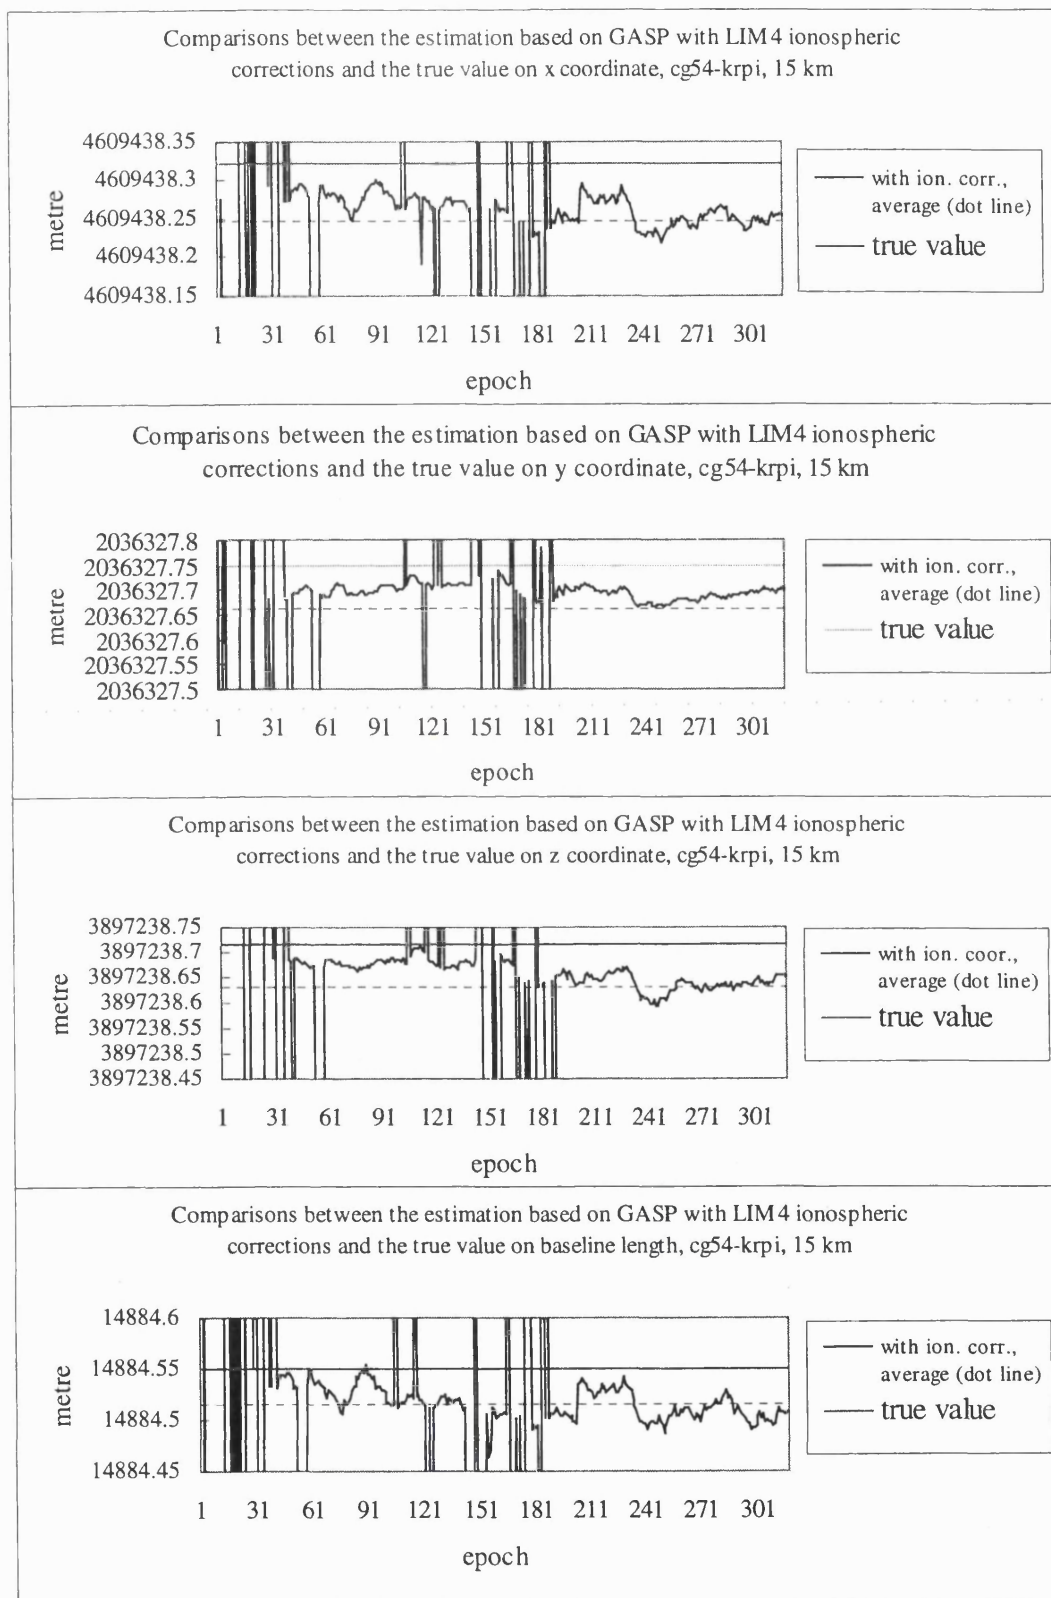 Comparisons between the estimation based on GASP with LIM4 ionospheric
corrections and the true value on x coordinate, cg54-krpi, 15 km
4609438.35
4609438.3
4609438.25
4609438.2
4609438.15
metre
1 31 61 91 121 151 181 211 241 271 301
epoch
with ion. corr.,
average (dot line)
true value
Comparisons between the estimation based on GASP with LIM4 ionospheric
corrections and the true value on y coordinate, cg54-krpi, 15 km
2036327.8
2036327.75
2036327.7
2036327.65
2036327.6
2036327.55
2036327.5
metre
1 31 61 91 121 151 181 211 241 271 301
epoch
with ion. corr.,
average (dot line)
true value
Comparisons between the estimation based on GASP with LIM4 ionospheric
corrections and the true value on z coordinate, cg54-krpi, 15 km
3897238.75
3897238.7
3897238.65
3897238.6
3897238.55
3897238.5
3897238.45
metre
1 31 61 91 121 151 181 211 241 271 301
epoch
with ion. coor.,
average (dot line)
true value
Comparisons between the estimation based on GASP with LIM4 ionospheric
corrections and the true value on baseline length, cg54-krpi, 15 km
14884.6
14884.55
14884.5
14884.45
metre
1 31 61 91 121 151 181 211 241 271 301
epoch
with ion. corr.,
average (dot line)
true value